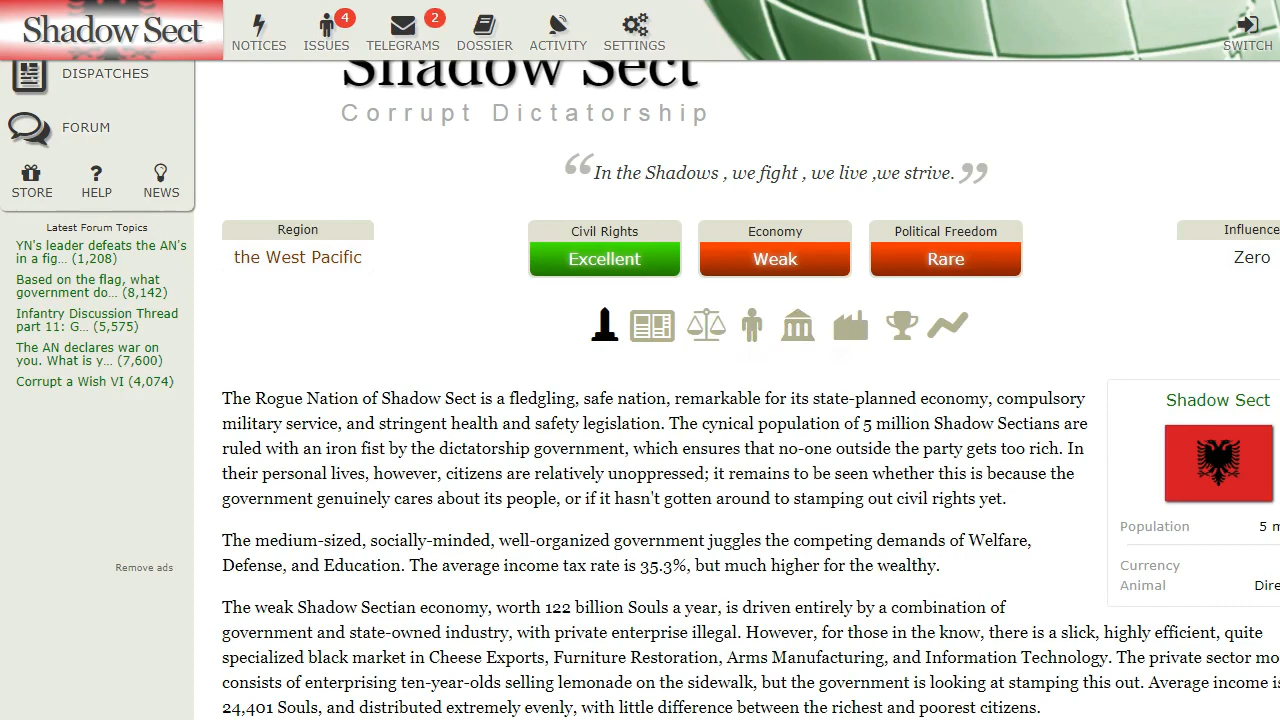 Shadow Sect
NOTICES
4
ISSUES
2
TELEGRAMS
DOSSIER
ACTIVITY
SETTINGS
SWITCH
DISPATCHES
FORUM
STORE
HELP
NEWS
Latest Forum Topics
YN's leader defeats the AN's
in a fig... (1,208)
Based on the flag, what
government do... (8,142)
Infantry Discussion Thread
part 11: G... (5,575)
The AN declares war on
you. What is y... (7,600)
Corrupt a Wish VI (4,074)
Remove ads
Shadow Sect
Corrupt Dictatorship
“In the Shadows , we fight , we live ,we strive.”
Region
the West Pacific
Civil Rights
Excellent
Economy
Weak
Political Freedom
Rare
Influence
Zero
The Rogue Nation of Shadow Sect is a fledgling, safe nation, remarkable for its state-planned economy, compulsory
military service, and stringent health and safety legislation. The cynical population of 5 million Shadow Sectians are
ruled with an iron fist by the dictatorship government, which ensures that no-one outside the party gets too rich. In
their personal lives, however, citizens are relatively unoppressed; it remains to be seen whether this is because the
government genuinely cares about its people, or if it hasn't gotten around to stamping out civil rights yet.
The medium-sized, socially-minded, well-organized government juggles the competing demands of Welfare,
Defense, and Education. The average income tax rate is 35.3%, but much higher for the wealthy.
The weak Shadow Sectian economy, worth 122 billion Souls a year, is driven entirely by a combination of
government and state-owned industry, with private enterprise illegal. However, for those in the know, there is a slick, highly efficient, quite
specialized black market in Cheese Exports, Furniture Restoration, Arms Manufacturing, and Information Technology. The private sector mo
consists of enterprising ten-year-olds selling lemonade on the sidewalk, but the government is looking at stamping this out. Average income is
24,401 Souls, and distributed extremely evenly, with little difference between the richest and poorest citizens.
Shadow Sect
Population
5 m
Currency
Animal
Dire